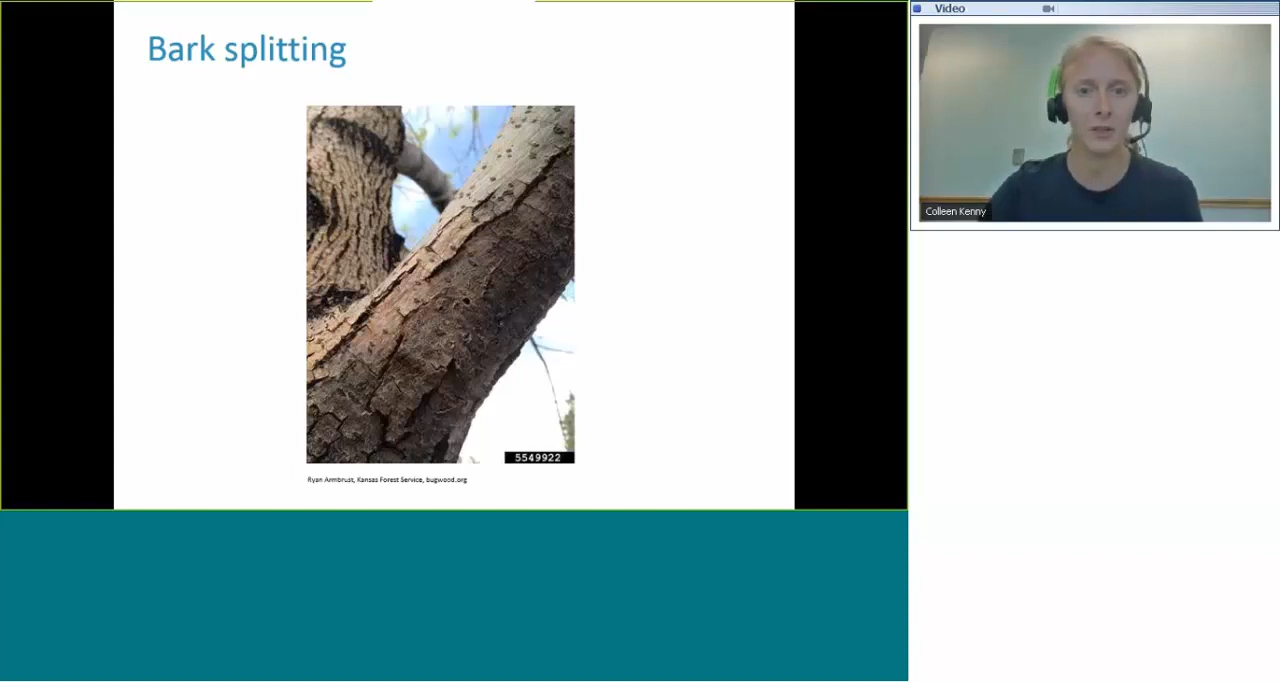 Bark splitting
5549922
Ryan Armbrust, Kansas Forest Service, bugwood.org
Video
Colleen Kenny